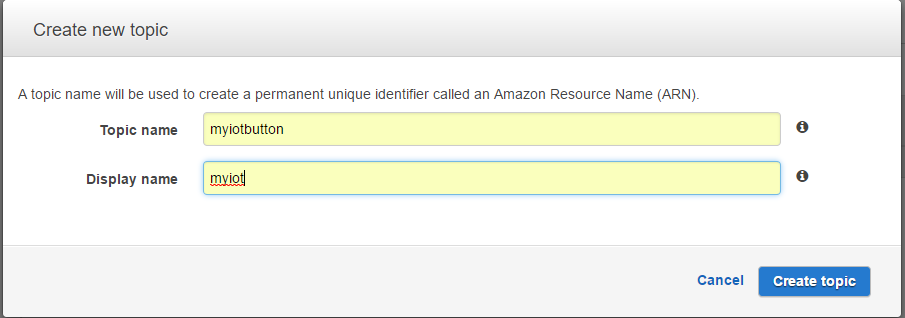 Create new topic
A topic name will be used to create a permanent unique identifier called an Amazon Resource Name (ARN).
Topic name myiotbutton
Display name myiot
Cancel Create topic